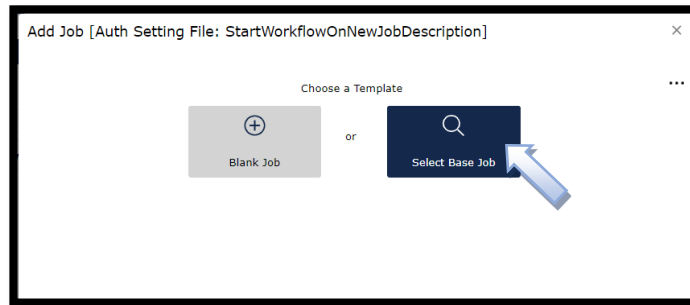 Add Job [Auth Setting File: StartWorkflowOnNewJobDescription]
Choose a Template
Blank Job
or
Select Base Job